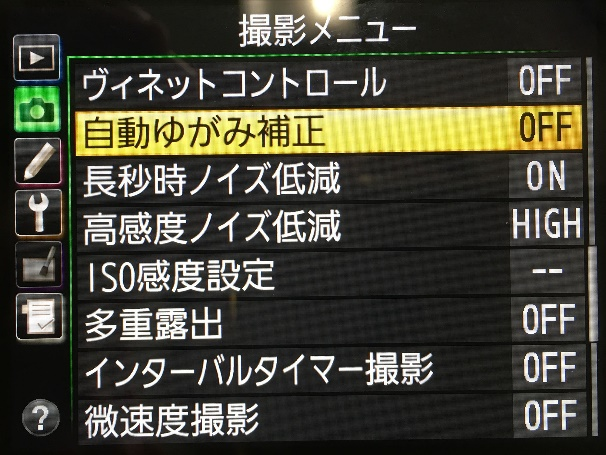 撮影メニュー
ヴィネットコントロール OFF
自動ゆがみ補正 OFF
長秒時ノイズ低減 ON
高感度ノイズ低減 HIGH
ISO感度設定 --
多重露出 OFF
インターバルタイマー撮影 OFF
微速度撮影 OFF
?